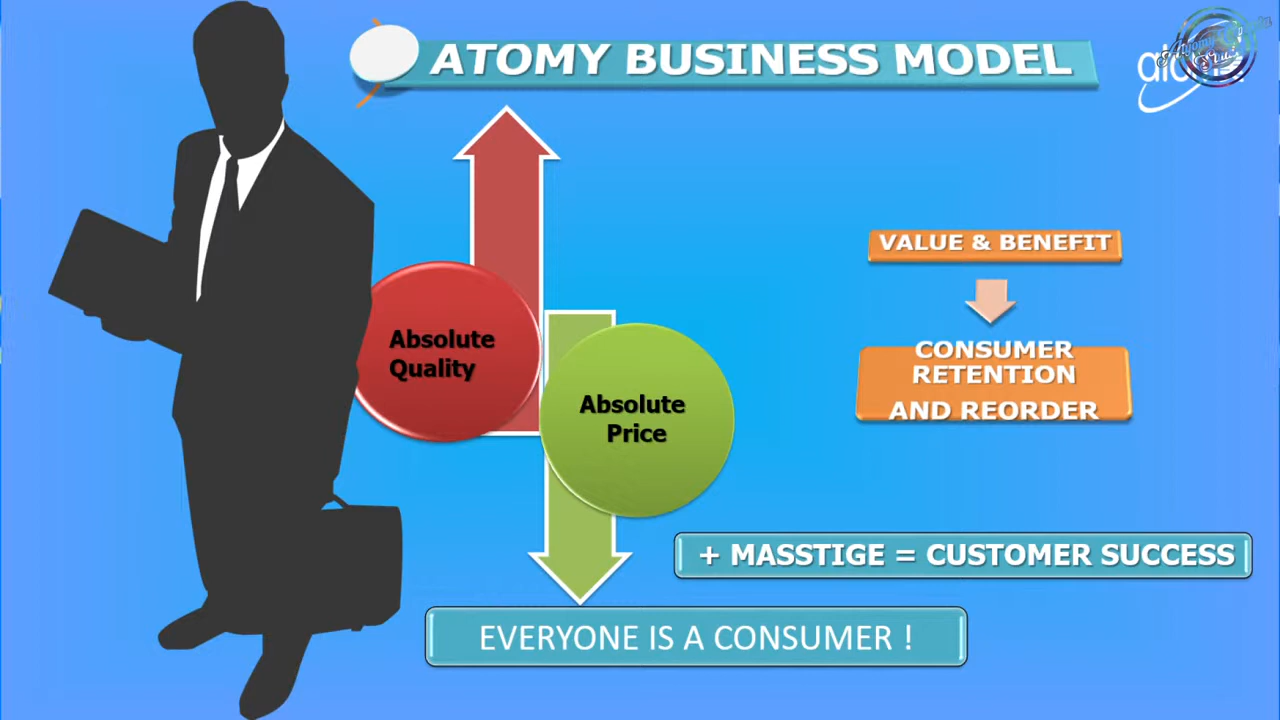 ATOMY BUSINESS MODEL
VALUE & BENEFIT
Absolute
Quality
CONSUMER
RETENTION
AND REORDER
Absolute
Price
+ MASSTIGE = CUSTOMER SUCCESS
EVERYONE IS A CONSUMER !